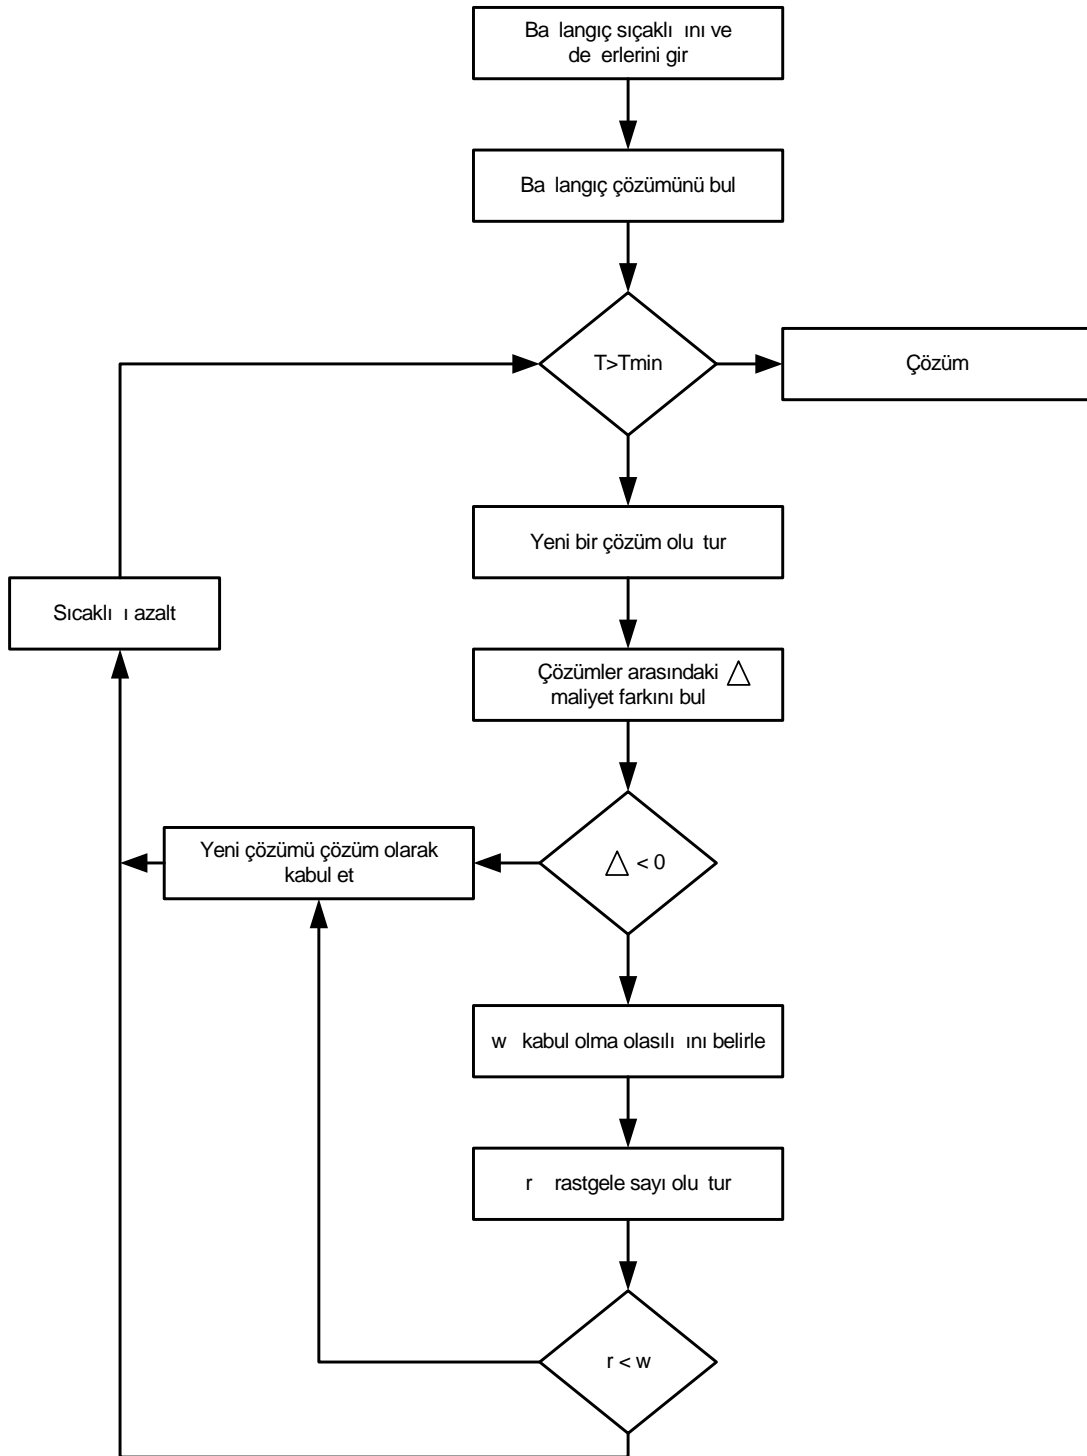 Ba langıç sıçaklı ını ve
de erlerini gir
Ba langıç çözümünü bul
T>Tmin
Çözüm
Yeni bir çözüm olu tur
Sıcaklı ı azalt
Çözümler arasındaki △
maliyet farkını bul
Yeni çözümü çözüm olarak
kabul et
△ < 0
w kabul olma olasılı ını belirle
r rastgele sayı olu tur
r < w